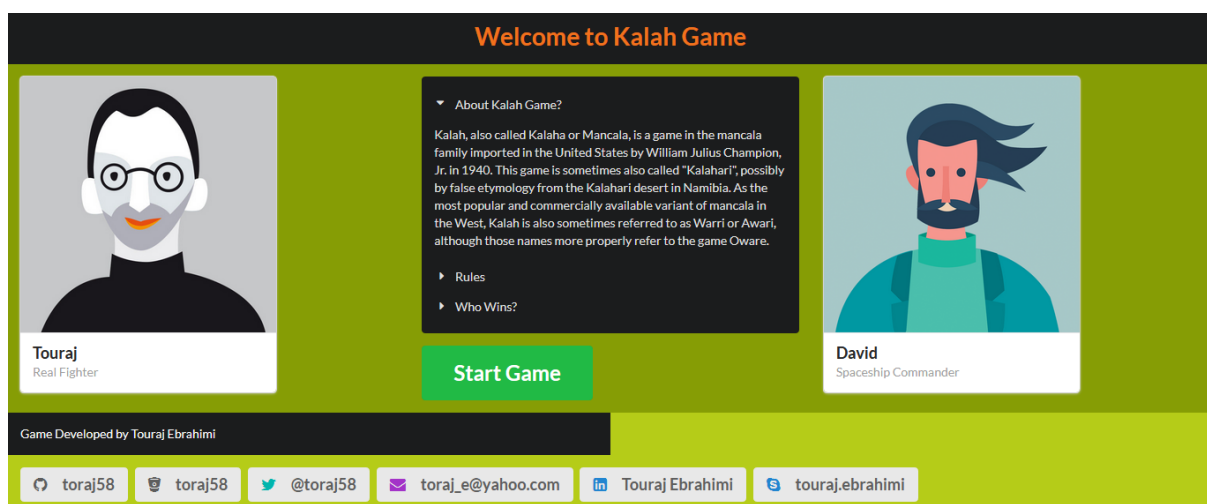 Welcome to Kalah Game
Touraj
Real Fighter
About Kalah Game?
Kalah, also called Kalaha or Mancala, is a game in the mancala
family imported in the United States by William Julius Champion,
Jr. in 1940. This game is sometimes also called "Kalahari", possibly
by false etymology from the Kalahari desert in Namibia. As the
most popular and commercially available variant of mancala in
the West, Kalah is also sometimes referred to as Warri or Awari,
although those names more properly refer to the game Oware.
Rules
Who Wins?
Start Game
David
Spaceship Commander
Game Developed by Touraj Ebrahimi
toraj58
toraj58
@toraj58
toraj_e@yahoo.com
Touraj Ebrahimi
touraj.ebrahimi